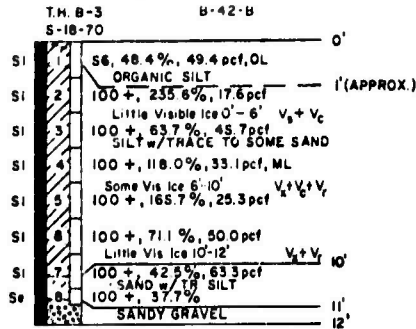 T.H. B-3 B-42-B
5-18-70
0'
SI 1 56, 48.4%, 49.4 pcf, OL
ORGANIC SILT 1' (APPROX.)
SI 2 100+, 235.6%, 17.6 pcf
Little Visible Ice 0'-6' Vs + Vc
SI 3 100+, 63.7%, 45.7 pcf
SILT w/TRACE TO SOME SAND
SI 4 100+, 118.0%, 33.1 pcf, ML
Some Vis Ice 6'-10' Vx+Vc+Vr
SI 5 100+, 165.7%, 25.3 pcf
SI 6 100+, 71.1%, 50.0 pcf
Little Vis Ice 10'-12' Vx+Vr
10'
SI 7 100+, 42.5%, 63.3 pcf
SAND w/ TR SILT
Se 8 100+, 37.7%
11'
SANDY GRAVEL
12'